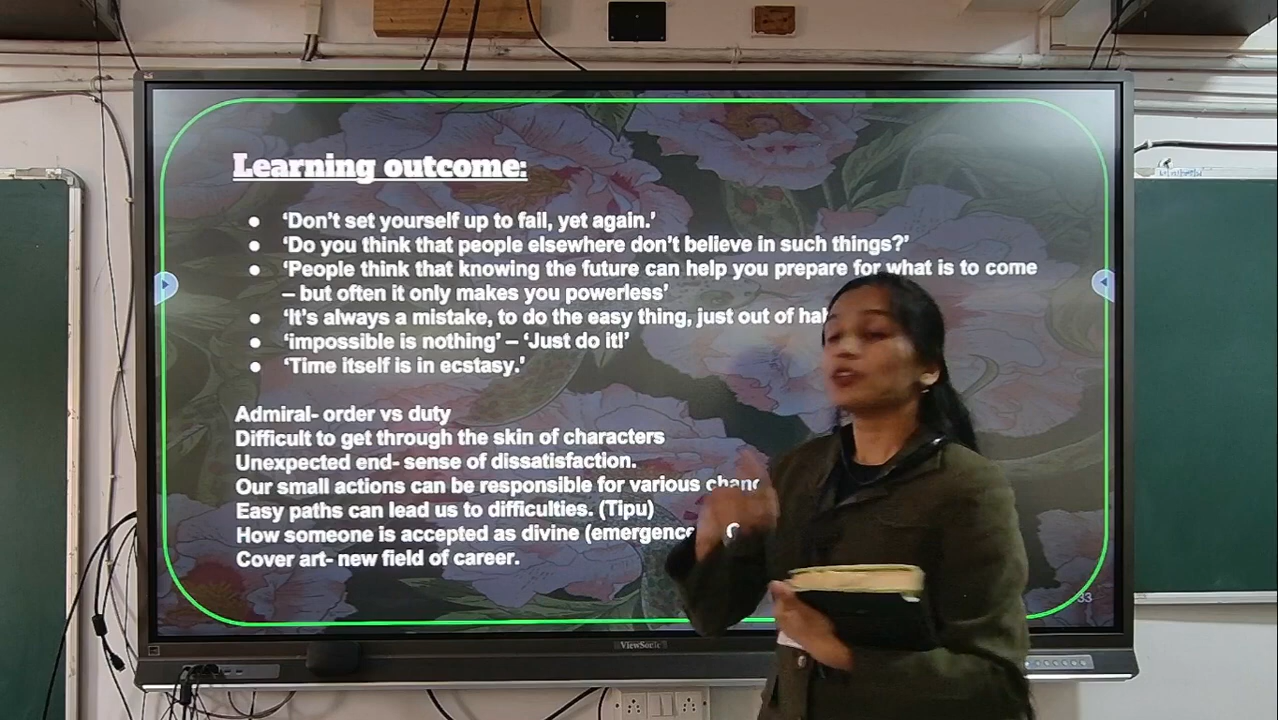 Learning outcome:
● ‘Don’t set yourself up to fail, yet again.’
● ‘Do you think that people elsewhere don’t believe in such things?’
● ‘People think that knowing the future can help you prepare for what is to come
– but often it only makes you powerless’
● ‘It’s always a mistake, to do the easy thing, just out of
● ‘impossible is nothing’ – ‘Just do it!’
● ‘Time itself is in ecstasy.’
Admiral- order vs duty
Difficult to get through the skin of characters
Unexpected end- sense of dissatisfaction.
Our small actions can be responsible for various
Easy paths can lead us to difficulties. (Tipu)
How someone is accepted as divine (emergence
Cover art- new field of career.
33
ViewSonic